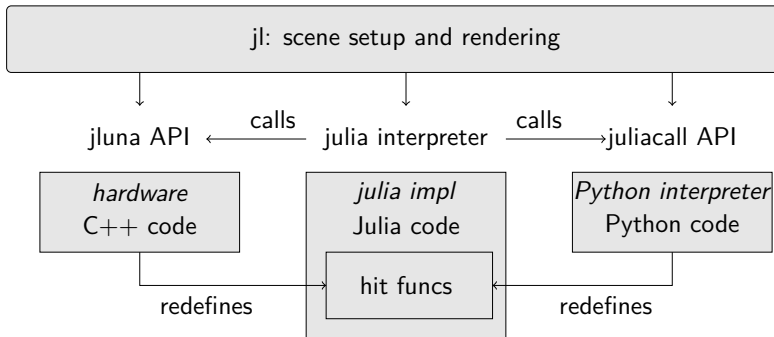 jl: scene setup and rendering
jluna API
calls
julia interpreter
calls
juliacall API
hardware
C++ code
julia impl
Julia code
Python interpreter
Python code
hit funcs
redefines
redefines